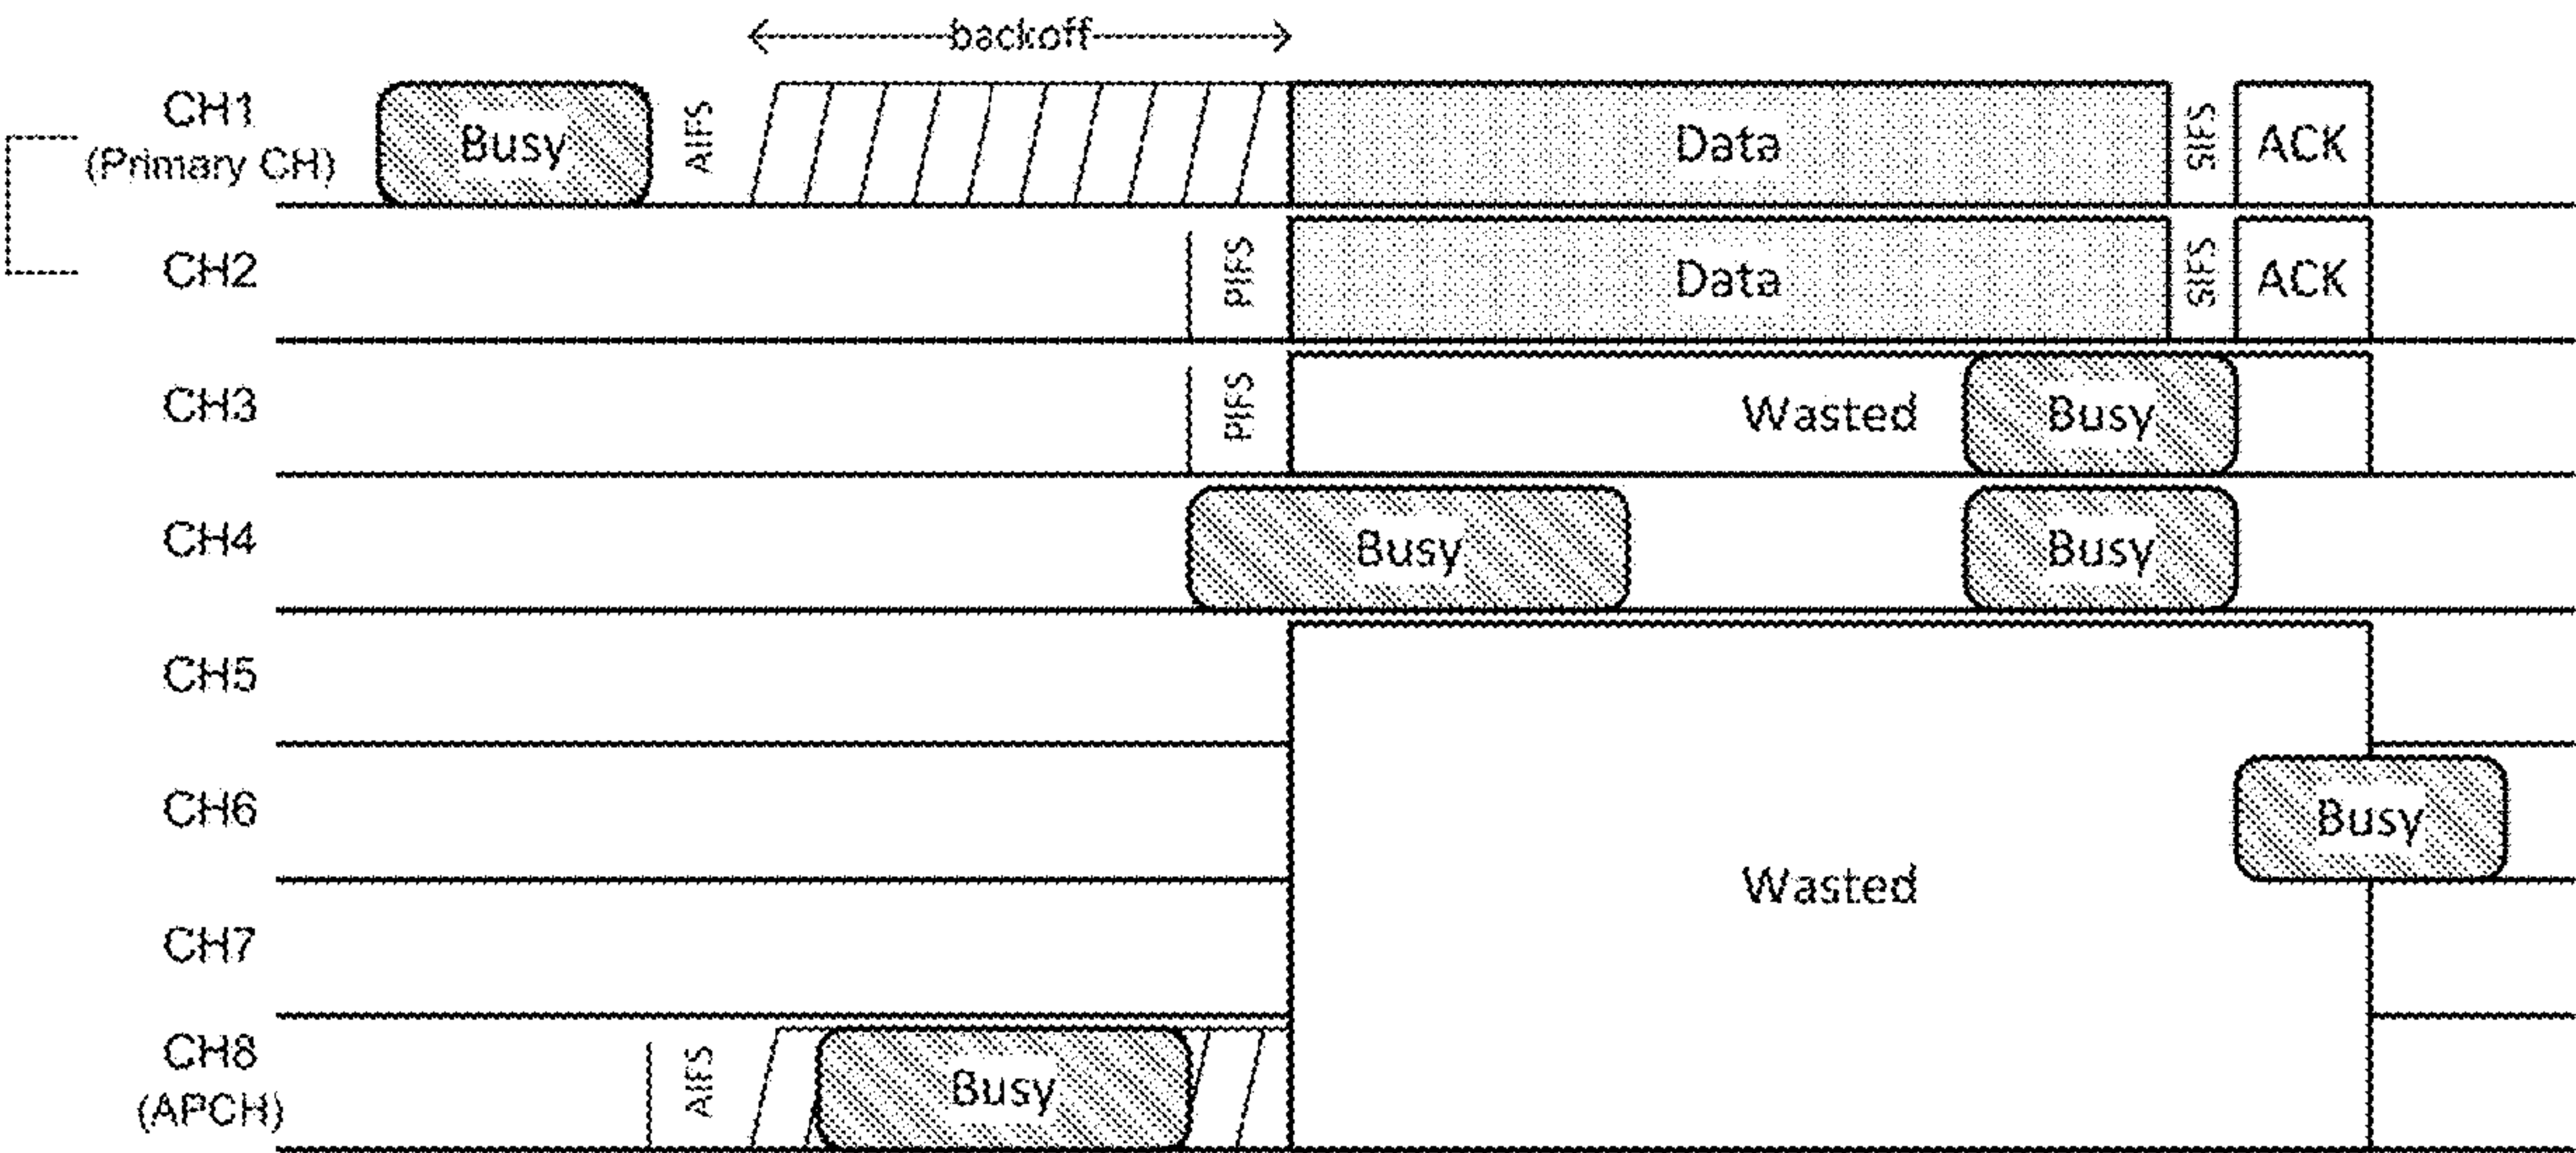 backoff
CH1
(Primary CH)
Busy
AIFS
Data
SIFS
ACK
CH2
PIFS
Data
SIFS
ACK
CH3
PIFS
Wasted
Busy
CH4
Busy
Busy
CH5
CH6
Busy
Wasted
CH7
CH8
(APCH)
AIFS
Busy